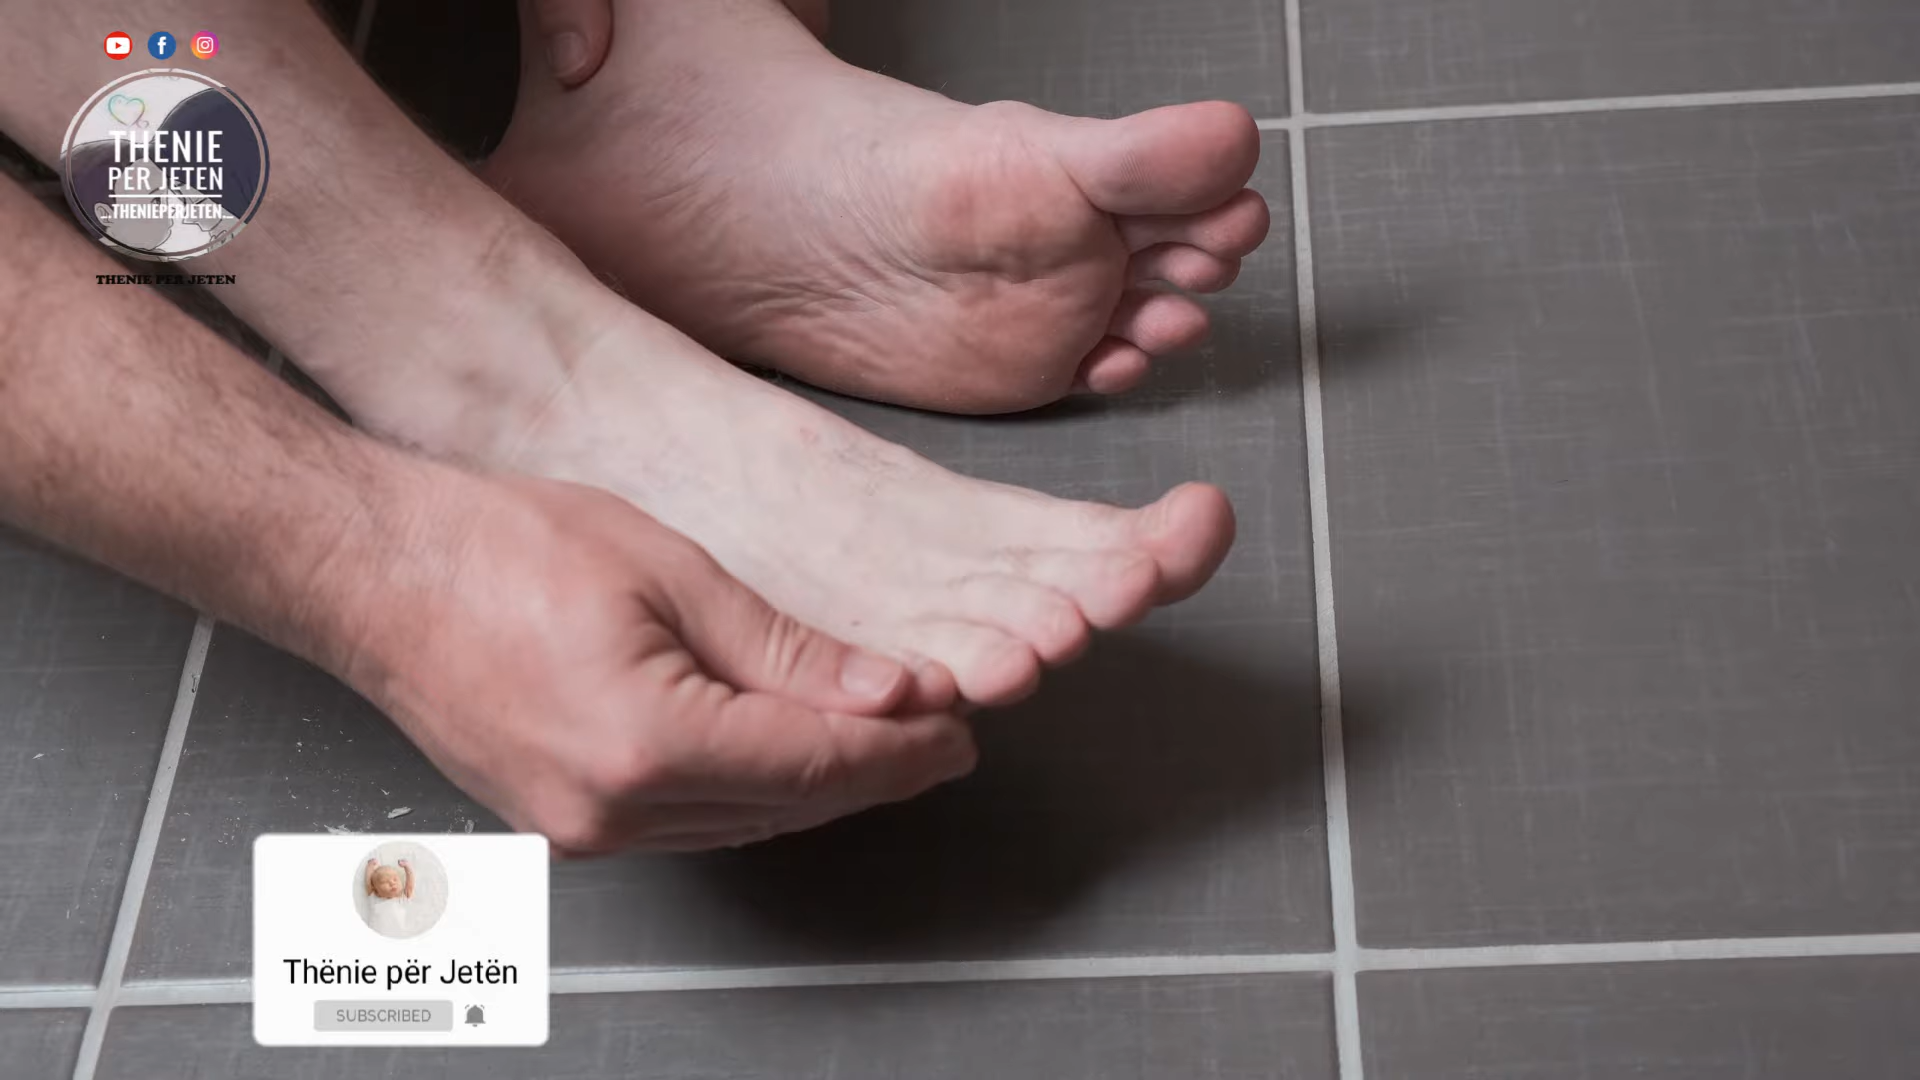 THENIE
PER JETEN
...THENIEPERJETEN...
THENIE PER JETEN
Thënie për Jetën
SUBSCRIBED